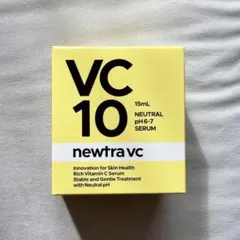 VC
10
15mL
NEUTRAL
pH 6-7
SERUM
newtra vc
Innovation for Skin Health
Rich Vitamin C Serum
Stable and Gentle Treatment
with Neutral pH